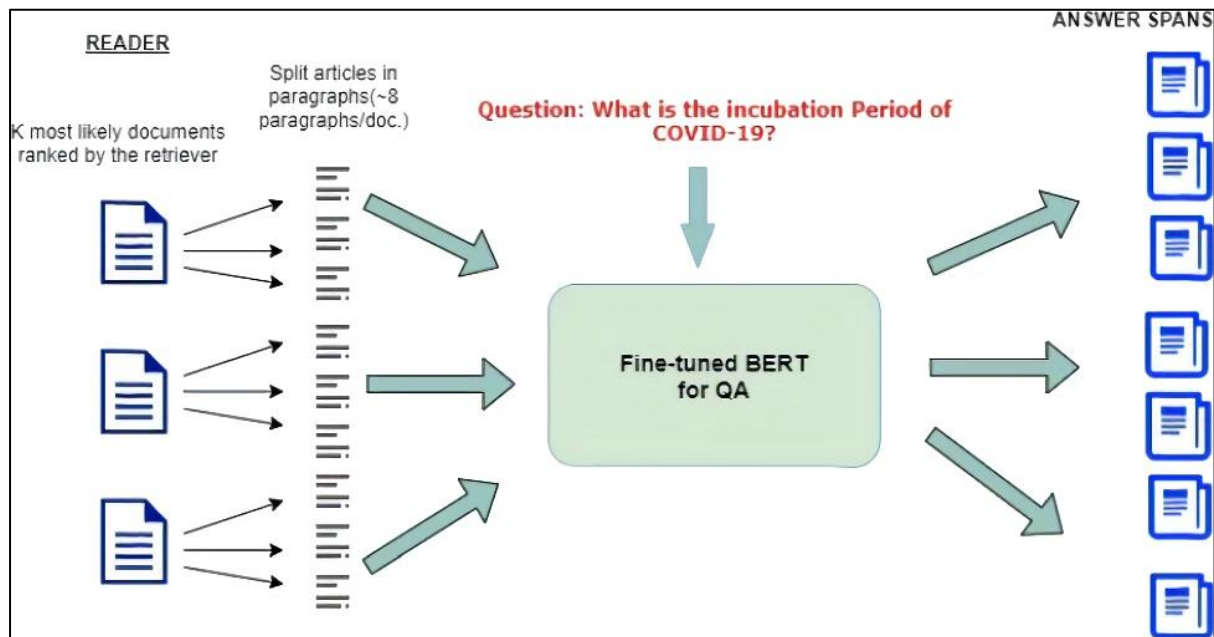 READER
K most likely documents
ranked by the retriever
Split articles in
paragraphs(~8
paragraphs/doc.)
Question: What is the incubation Period of
COVID-19?
Fine-tuned BERT
for QA
ANSWER SPANS